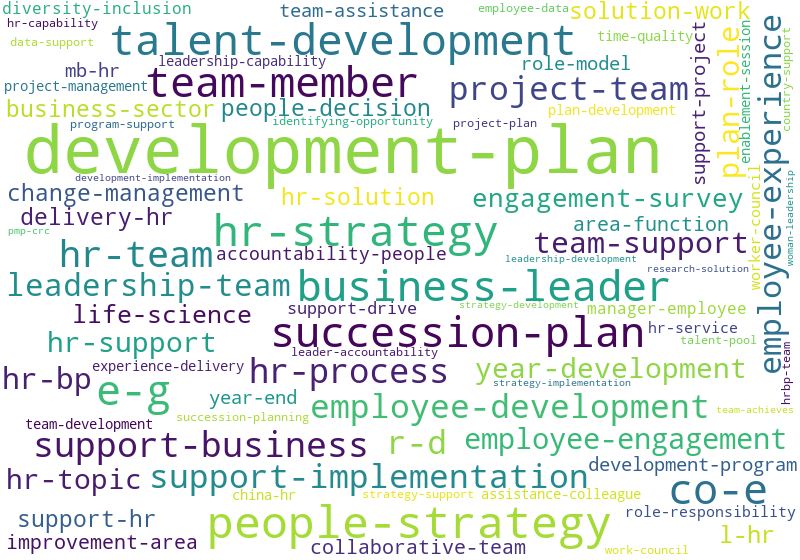 diversity-inclusion
team-assistance
employee-data
solution-work
hr-capability
talent-development
time-quality
data-support
leadership-capability
role-model
mb-hr
team-member
project-team
project-management
business-sector
people-decision
plan-development
program-support
identifying-opportunity
project-plan
support-project
plan-role
enablement-session
employee-experience
country-support
development-plan
development-implementation
change-management
hr-solution
engagement-survey
worker-council
woman-leadership
delivery-hr
hr-strategy
area-function
pmp-crc
hr-team
accountability-people
team-support
leadership-development
research-solution
leadership-team
business-leader
life-science
support-drive
strategy-development
manager-employee
succession-plan
hr-service
hr-support
leader-accountability
talent-pool
hrbp-team
hr-bp
experience-delivery
hr-process
year-development
e-g
strategy-implementation
year-end
employee-development
team-achieves
team-development
succession-planning
support-business
r-d
employee-engagement
hr-topic
support-implementation
development-program
co-e
china-hr
strategy-support
assistance-colleague
support-hr
people-strategy
role-responsibility
improvement-area
collaborative-team
l-hr
work-council